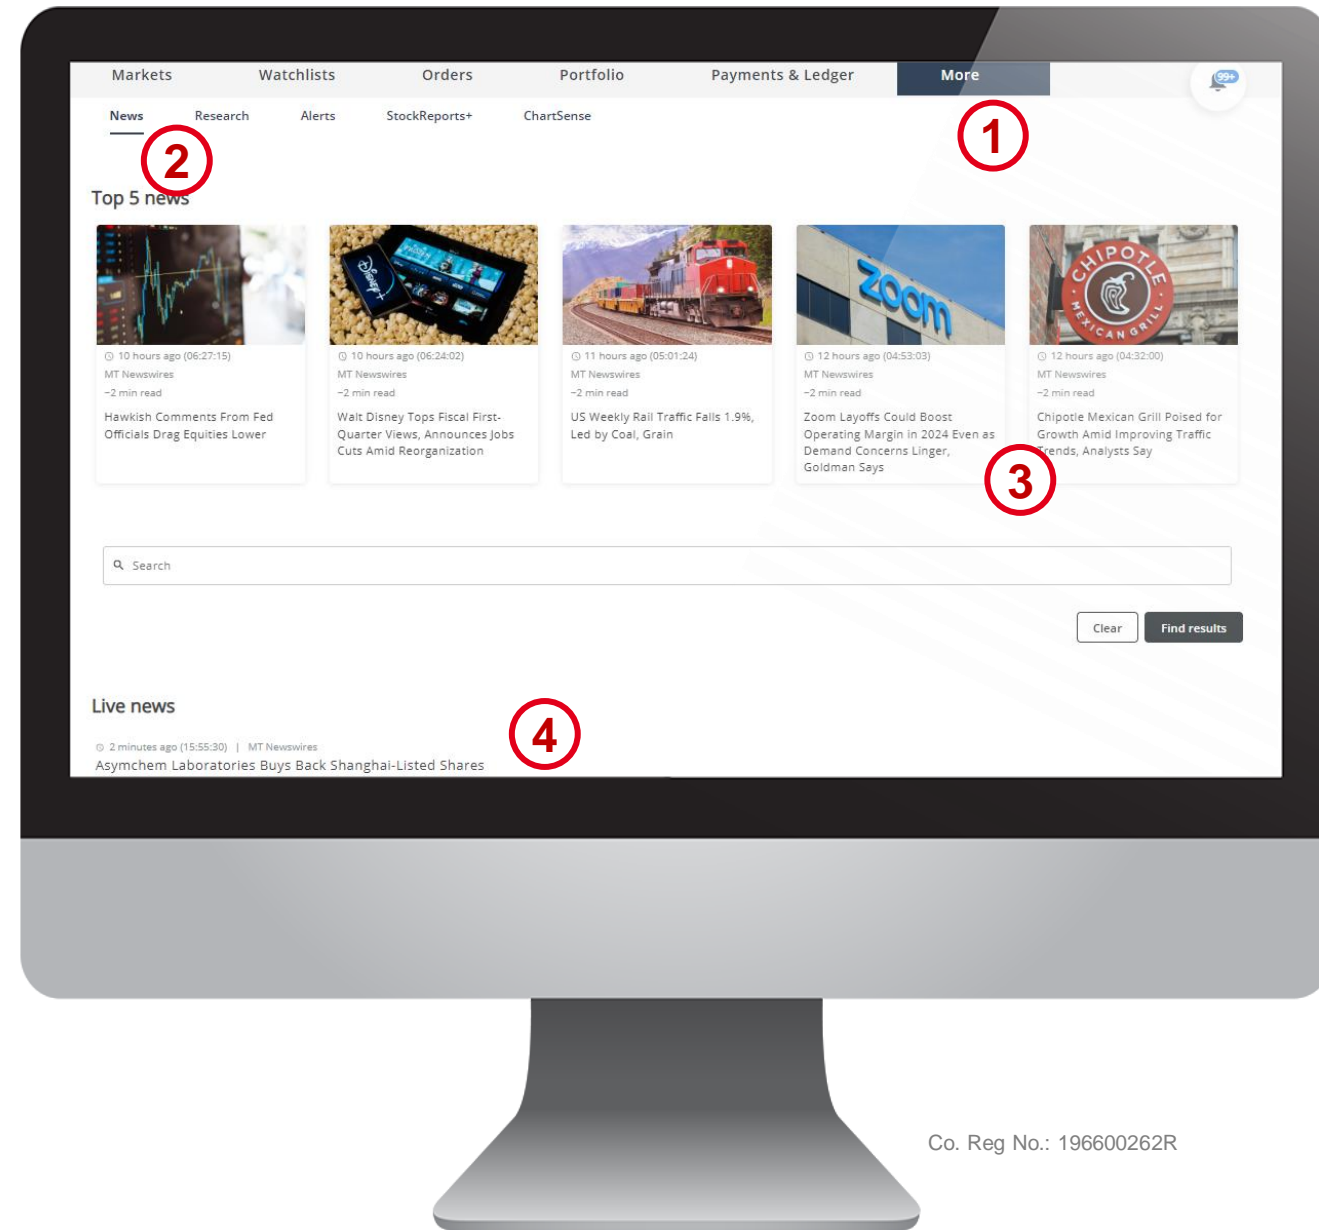 Markets Watchlists Orders Portfolio Payments & Ledger More
99+
News Research Alerts StockReports+ ChartSense
1
2
Top 5 news
Disney+
zoom
CHIPOTLE
MEXICAN GRILL
10 hours ago (06:27:15)
MT Newswires
~2 min read
Hawkish Comments From Fed
Officials Drag Equities Lower
10 hours ago (06:24:02)
MT Newswires
~2 min read
Walt Disney Tops Fiscal First-
Quarter Views, Announces Jobs
Cuts Amid Reorganization
11 hours ago (05:01:24)
MT Newswires
~2 min read
US Weekly Rail Traffic Falls 1.9%,
Led by Coal, Grain
12 hours ago (04:53:03)
MT Newswires
~2 min read
Zoom Layoffs Could Boost
Operating Margin in 2024 Even as
Demand Concerns Linger,
Goldman Says
12 hours ago (04:32:00)
MT Newswires
~2 min read
Chipotle Mexican Grill Poised for
Growth Amid Improving Traffic
Trends, Analysts Say
3
Search
Clear Find results
Live news
4
2 minutes ago (15:55:30) | MT Newswires
Asymchem Laboratories Buys Back Shanghai-Listed Shares
Co. Reg No.: 196600262R